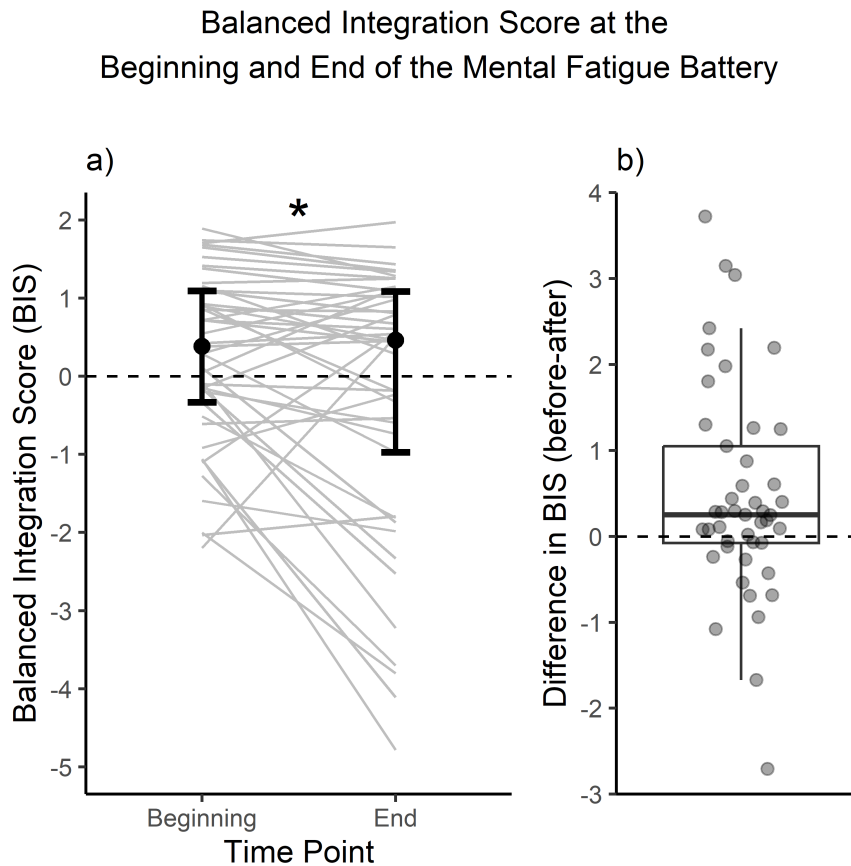 Balanced Integration Score at the
Beginning and End of the Mental Fatigue Battery
a)
*
Balanced Integration Score (BIS)
2
1
0
-1
-2
-3
-4
-5
Beginning
End
Time Point
b)
Difference in BIS (before-after)
4
3
2
1
0
-1
-2
-3